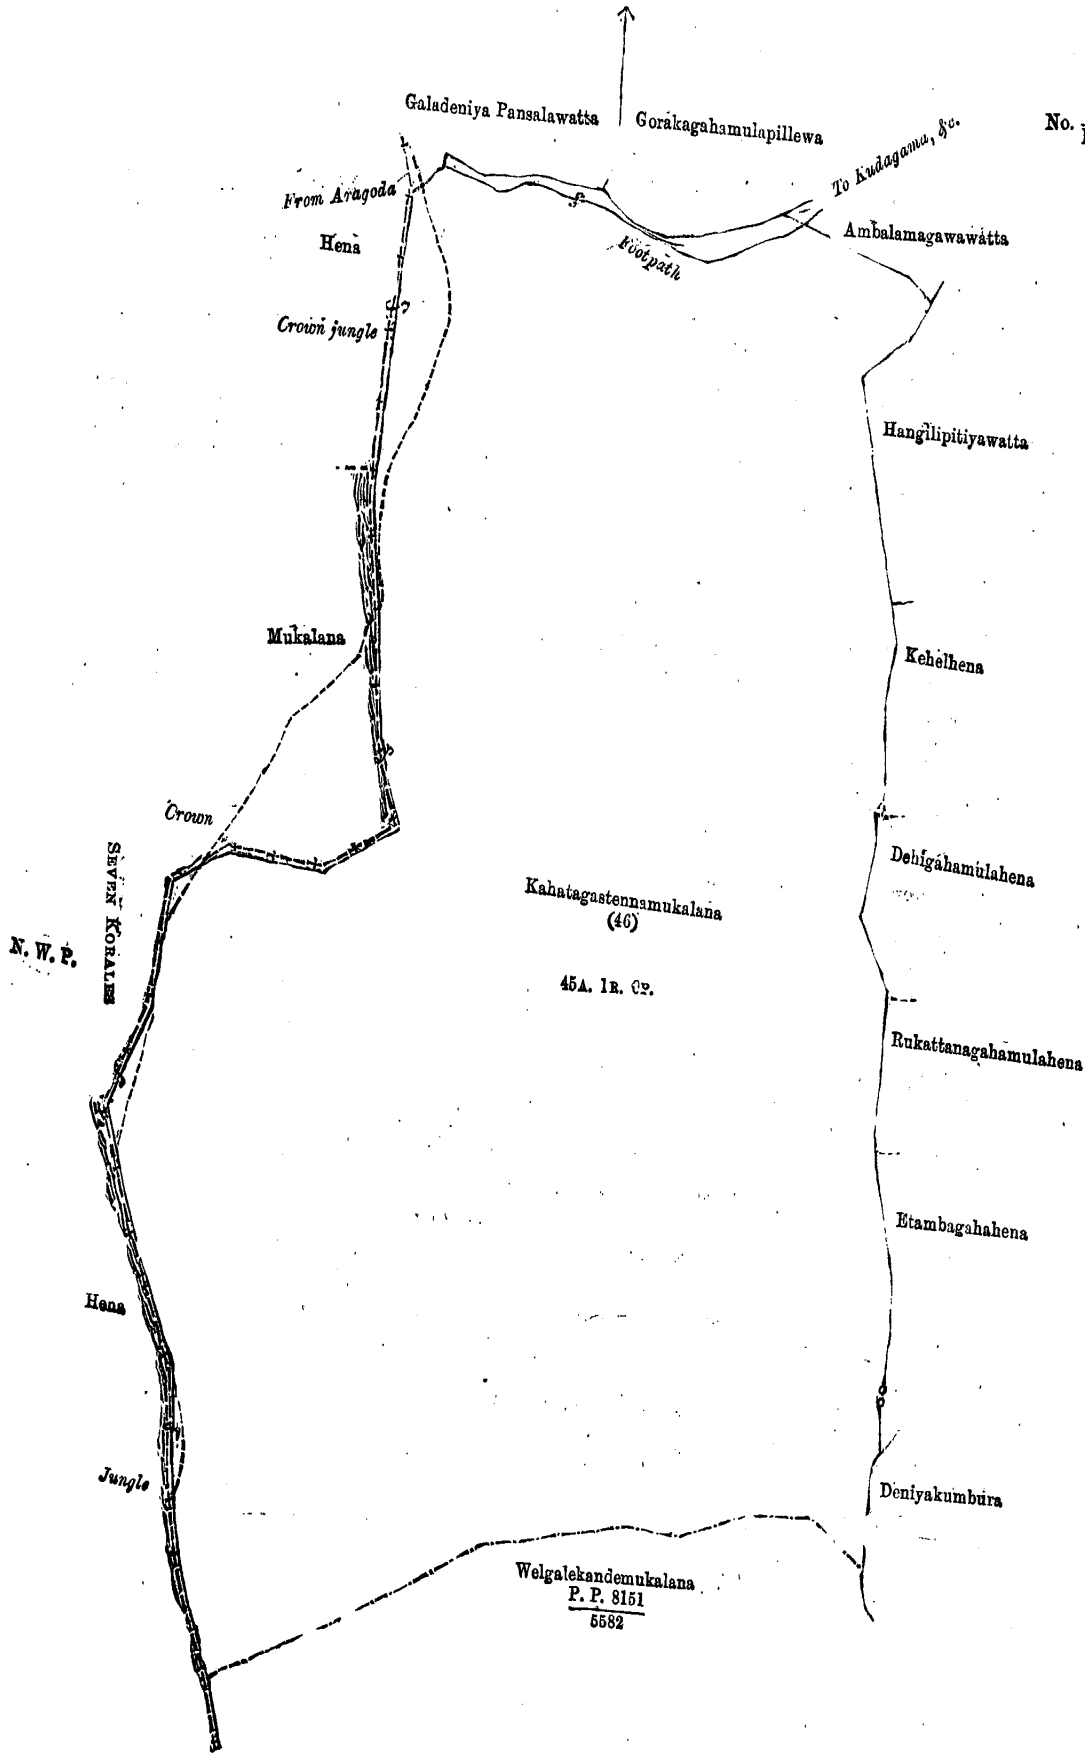 Galadeniya Pansalawatta
Gorakagahamulapillewa
No.
To Kudagama, &c.
From Aragoda
Hena
Footpath
Ambalamagawawatta
Crown jungle
Hangilipitiyawatta
Mukalana
Kehelhena
Crown
SEVEN KORALES
N. W. P.
Dehigahamulahena
Kahatagastennamukalana
(46)
45A. 1R. 0P.
Rukattanagahamulahena
Etambagahahena
Hena
Jungle
Deniyakumbura
Welgalekandemukalana
P. P. 8151
5582